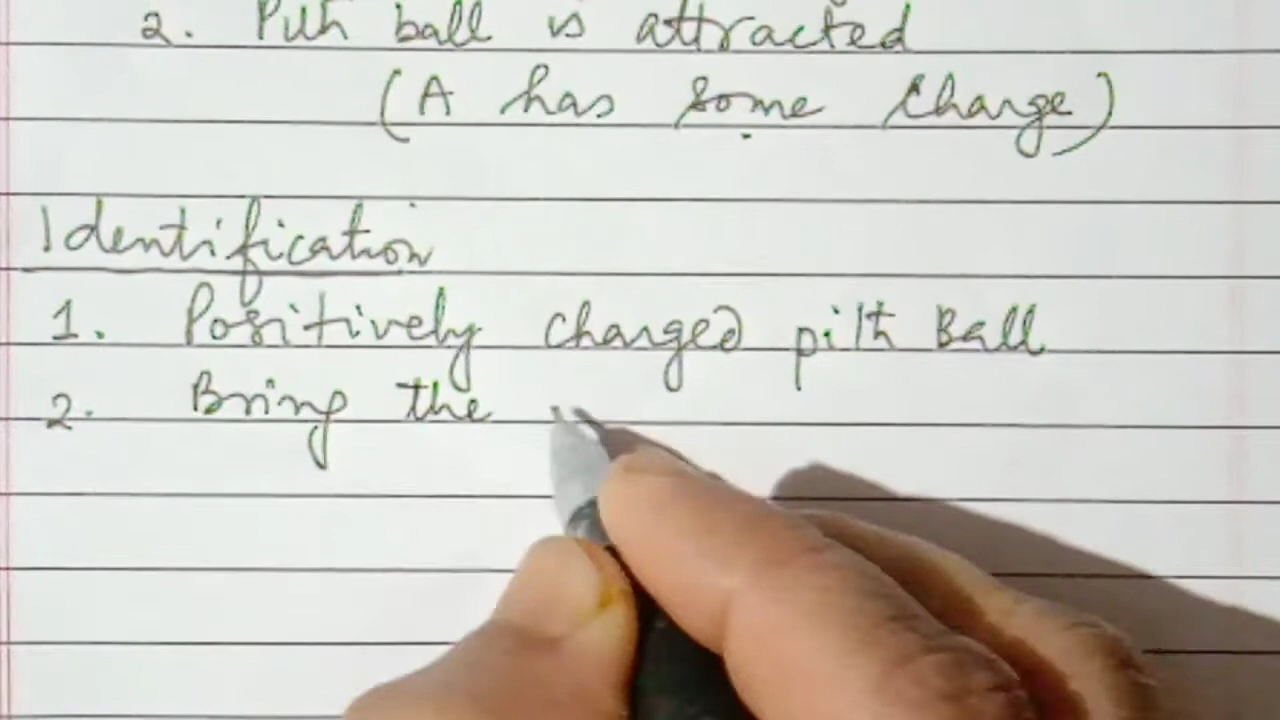 2. Pith ball is attracted
(A has some charge)
Identification
1. Positively charged pith Ball
2. Bring the